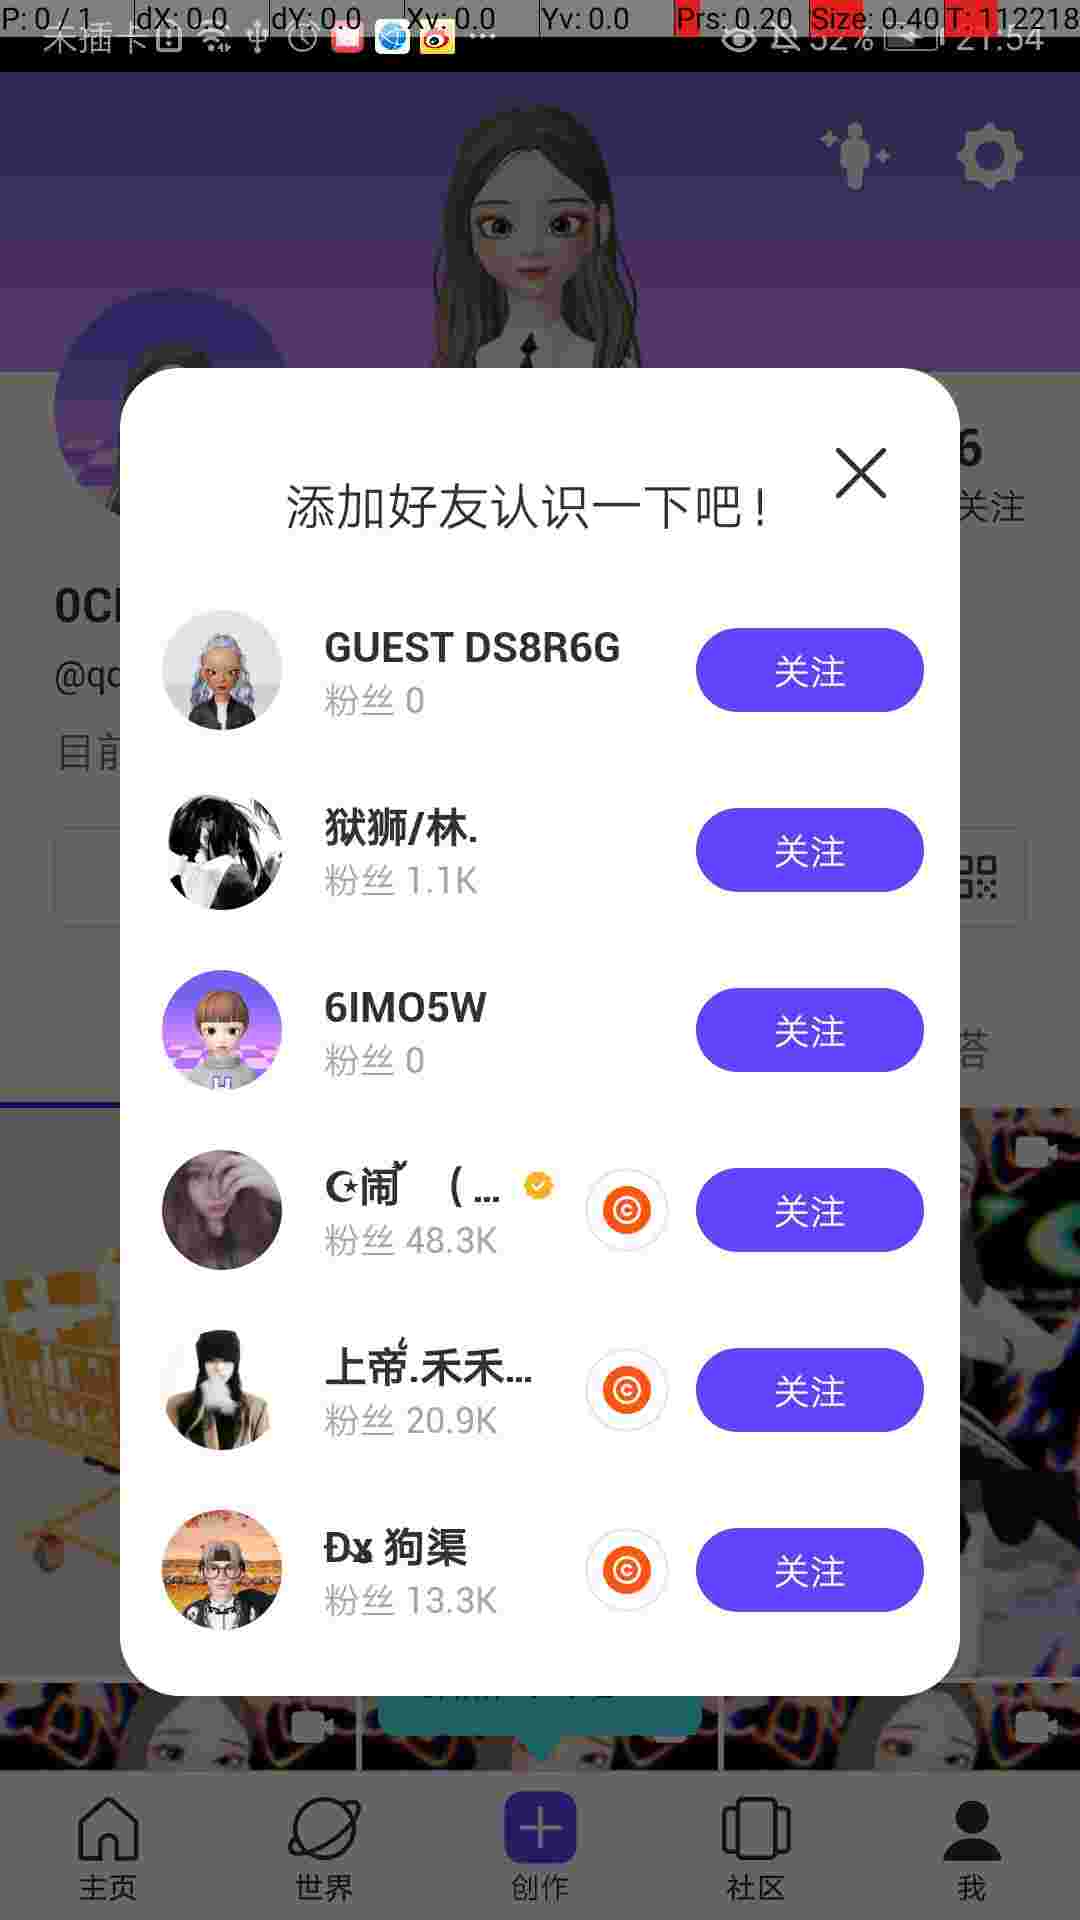 P: 0 / 1 dX: 0.0 dY: 0.0 Xv: 0.0 Yv: 0.0 Prs: 0.20 Size: 0.40 T: 112218
未插卡 52% 21:54
6
关注
添加好友认识一下吧!
@qc
目前
GUEST DS8R6G
粉丝 0
关注
狱狮/林.
粉丝 1.1K
关注
6IMO5W
粉丝 0
关注
答
☪闹 ( ...
粉丝 48.3K
关注
上帝.禾禾...
粉丝 20.9K
关注
狗渠
粉丝 13.3K
关注
主页 世界 创作 社区 我